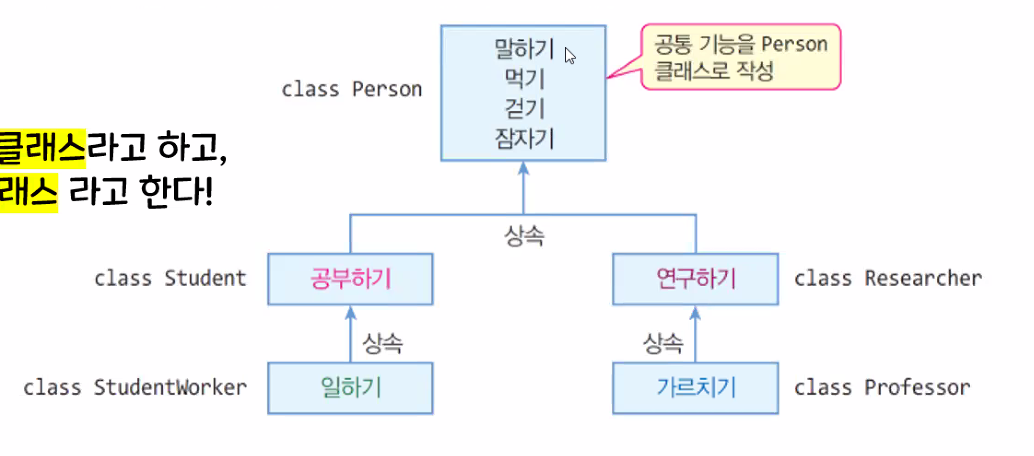 말하기
먹기
걷기
잠자기
class Person
공통 기능을 Person
클래스로 작성
클래스라고 하고,
래스 라고 한다!
상속
class Student
공부하기
연구하기
class Researcher
상속
상속
class StudentWorker
일하기
가르치기
class Professor